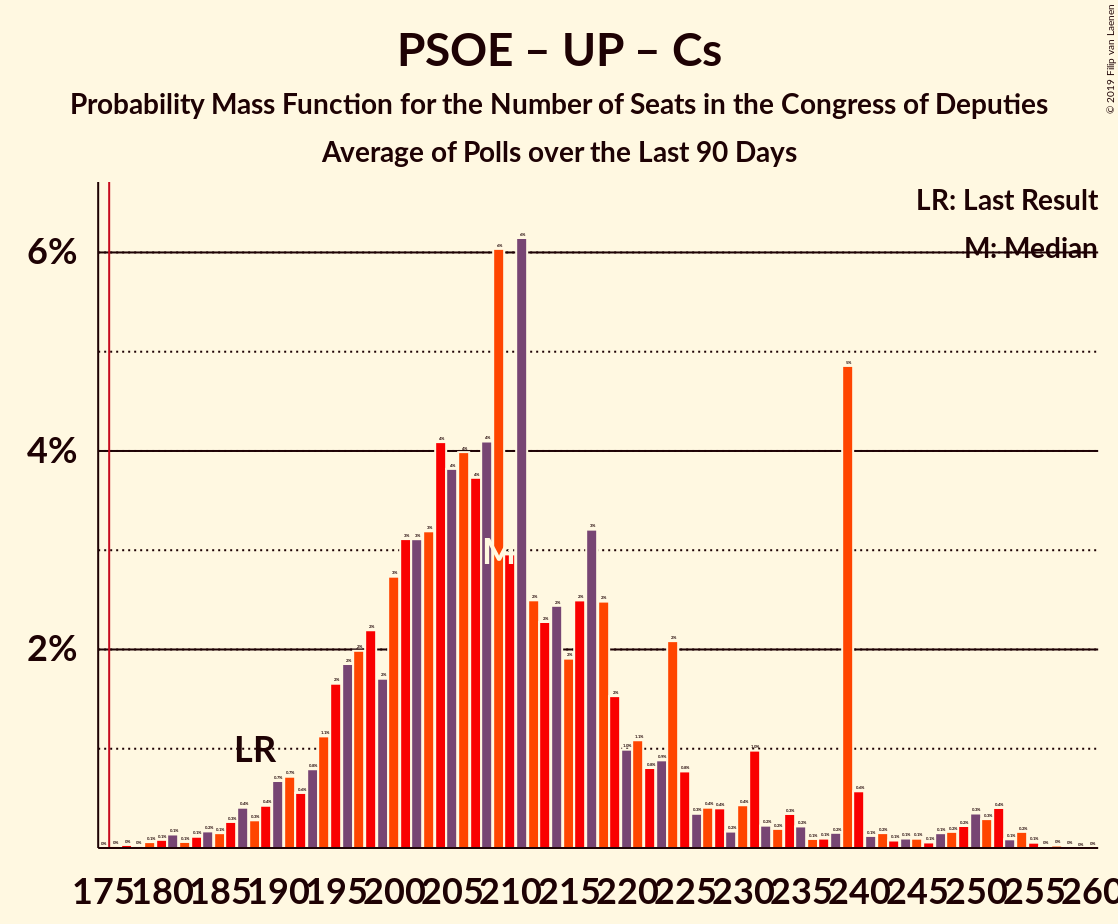 PSOE – UP – Cs
Probability Mass Function for the Number of Seats in the Congress of Deputies
Average of Polls over the Last 90 Days
© 2019 Filip van Laenen
LR: Last Result
M: Median
6%
4%
2%
LR
M
175 180 185 190 195 200 205 210 215 220 225 230 235 240 245 250 255 260